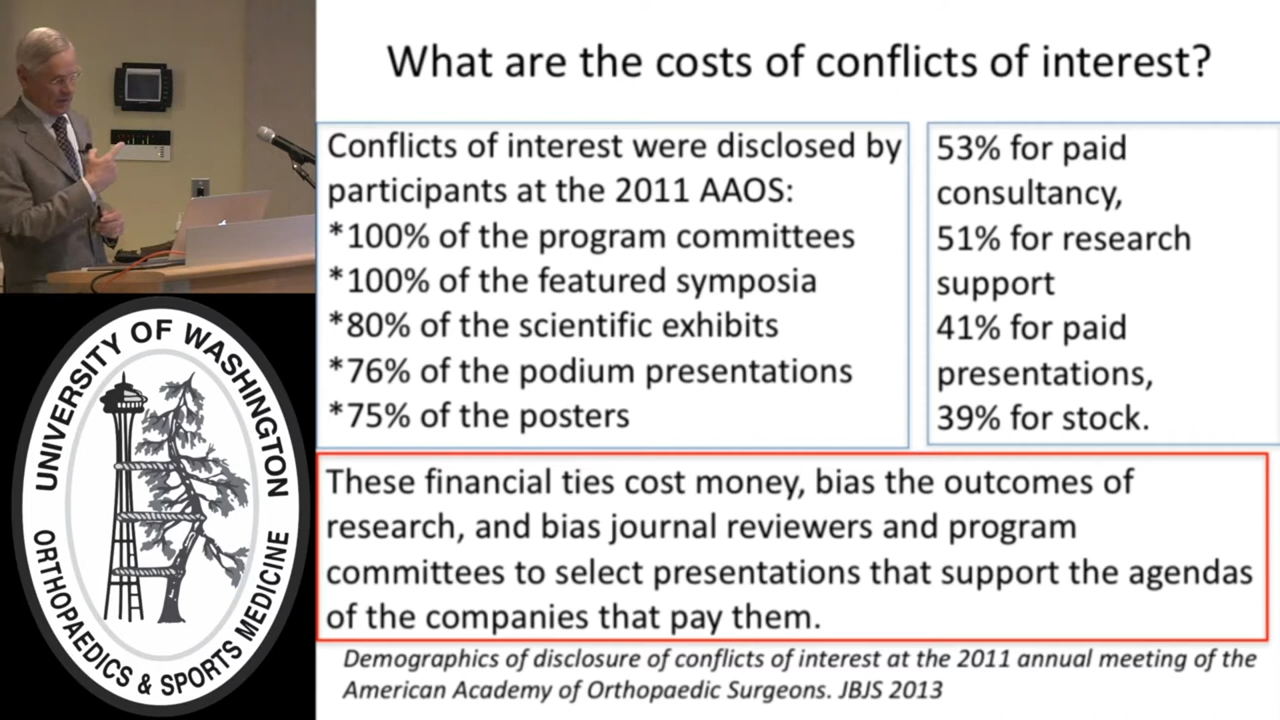 What are the costs of conflicts of interest?
Conflicts of interest were disclosed by
participants at the 2011 AAOS:
*100% of the program committees
*100% of the featured symposia
*80% of the scientific exhibits
*76% of the podium presentations
*75% of the posters
53% for paid
consultancy,
51% for research
support
41% for paid
presentations,
39% for stock.
These financial ties cost money, bias the outcomes of
research, and bias journal reviewers and program
committees to select presentations that support the agendas
of the companies that pay them.
Demographics of disclosure of conflicts of interest at the 2011 annual meeting of the
American Academy of Orthopaedic Surgeons. JBJS 2013
UNIVERSITY OF WASHINGTON
ORTHOPAEDICS & SPORTS MEDICINE